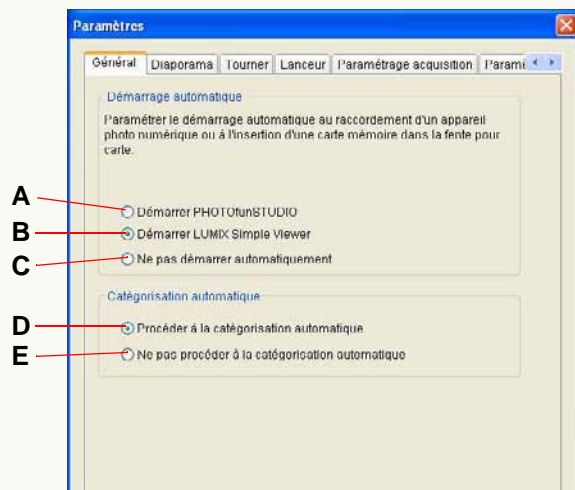 Paramètres
Général Diaporama Tourner Lanceur Paramétrage acquisition Paramè
Démarrage automatique
Paramétrer le démarrage automatique au raccordement d'un appareil
photo numérique ou á l'insertion d'une carte mémoire dans la fente pour
carte.
A Démarrer PHOTOfunSTUDIO
B Démarrer LUMIX Simple Viewer
C Ne pas démarrer automatiquement
Catégorisation automatique
D Procéder á la catégorisation automatique
E Ne pas procéder à la catégorisation automatique